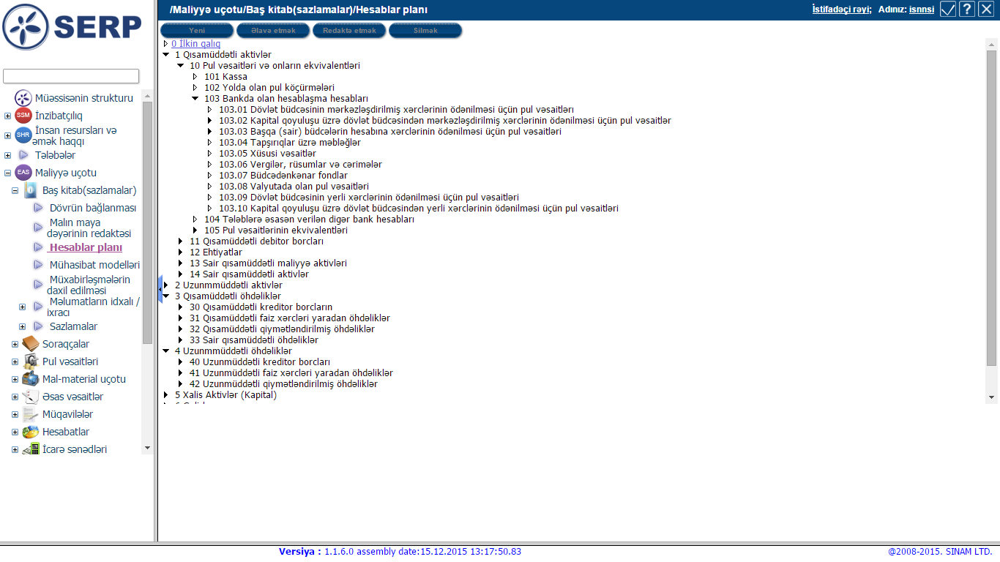 SERP
/Maliyyə uçotu/Baş kitab(sazlamalar)/Hesablar planı
İstifadəçi rəyi; Adınız: isnnsi
Yeni Əlavə etmək Redaktə etmək Silmək
Müəssisənin strukturu
SSM İnzibatçılıq
SHR İnsan resursları və
əmək haqqı
Tələbələr
EAS Maliyyə uçotu
Baş kitab(sazlamalar)
Dövrün bağlanması
Malın maya
dəyərinin redaktəsi
Hesablar planı
Mühasibat modelləri
Müxabirləşmələrin
daxil edilməsi
Məlumatların idxalı /
ixracı
Sazlamalar
Soraqçalar
Pul vəsaitləri
Mal-material uçotu
Əsas vəsaitlər
Müqavilələr
Hesabatlar
İcarə sənədləri
0 İlkin qalıq
1 Qısamüddətli aktivlər
10 Pul vəsaitləri və onların ekvivalentləri
101 Kassa
102 Yolda olan pul köçürmələri
103 Bankda olan hesablaşma hesabları
103.01 Dövlət büdcəsinin mərkəzləşdirilmiş xərclərinin ödənilməsi üçün pul vəsaitlərı
103.02 Kapital qoyuluşu üzrə dövlət büdcəsindən mərkəzləşdirilmiş xərclərinin ödənilməsi üçün pul vəsaitlər
103.03 Başqa (sair) büdcələrin hesabına xərclərinin ödənilməsi üçün pul vəsaitləri
103.04 Tapşırıqlar üzrə məbləğlər
103.05 Xüsusi vəsaitlər
103.06 Vergilər, rüsumlar və cərimələr
103.07 Büdcədənkənar fondlar
103.08 Valyutada olan pul vəsaitləri
103.09 Dövlət büdcəsinin yerli xərclərinin ödənilməsi üçün pul vəsaitləri
103.10 Kapital qoyuluşu üzrə dövlət büdcəsindən yerli xərclərinin ödənilməsi üçün pul vəsaitləri
104 Tələblərə əsasən verilən digər bank hesabları
105 Pul vəsaitlərinin ekvivalentləri
11 Qısamüddətli debitor borcları
12 Ehtiyatlar
13 Sair qısamüddətli maliyyə aktivləri
14 Sair qısamüddətli aktivlər
2 Uzunmmüddətli aktivlər
3 Qısamüddətli öhdəliklər
30 Qısamüddətli kreditor borcların
31 Qısamüddətli faiz xərcləri yaradan öhdəliklər
32 Qısamüddətli qiymətləndirilmiş öhdəliklər
33 Sair qısamüddətli öhdəliklər
4 Uzunmmüddətli öhdəliklər
40 Uzunmüddətli kreditor borcları
41 Uzunmüddətli faiz xərcləri yaradan öhdəliklər
42 Uzunmüddətli qiymətləndirilmiş öhdəliklər
5 Xalis Aktivlər (Kapital)
Versiya : 1.1.6.0 assembly date:15.12.2015 13:17:50.83
@2008-2015. SINAM LTD.